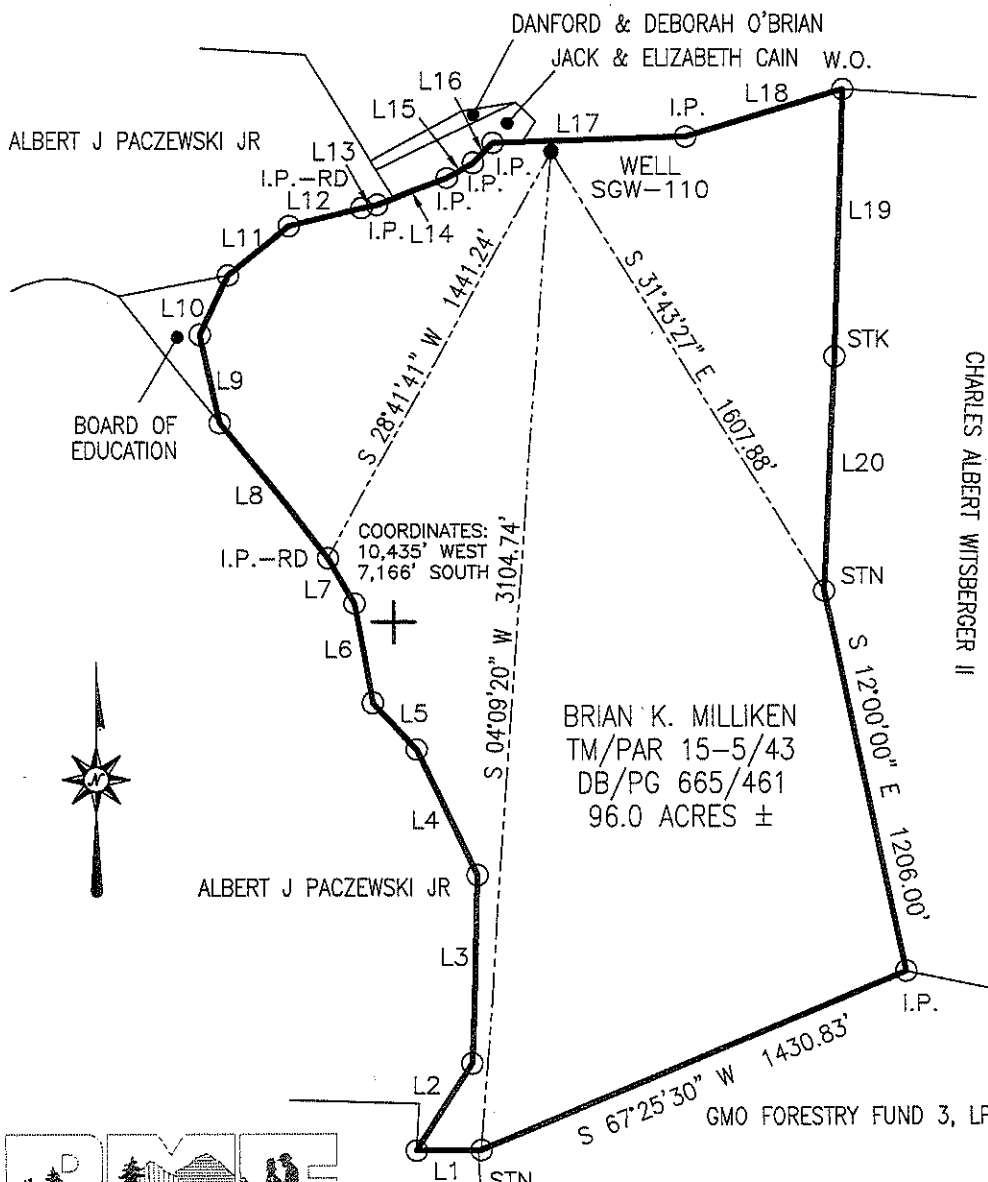 DANFORD & DEBORAH O'BRIAN
JACK & ELIZABETH CAIN
W.O.
L16
L15
L18
I.P.
L17
ALBERT J PACZEWSKI JR
L13
I.P.-RD
I.P.
I.P.
I.P.
WELL
SGW-110
L12
I.P.
L14
L11
L19
L10
S 28°41'41" W 1441.24'
S 31°43'27" E 1607.88'
STK
L9
BOARD OF
EDUCATION
CHARLES ALBERT WITSBERGER II
L20
L8
COORDINATES:
10,435' WEST
7,166' SOUTH
I.P.-RD
STN
L7
S 04°09'20" W 3104.74'
L6
S 12°00'00" E 1206.00'
L5
BRIAN K. MILLIKEN
TM/PAR 15-5/43
DB/PG 665/461
96.0 ACRES ±
N
L4
ALBERT J PACZEWSKI JR
L3
I.P.
L2
S 67°25'30" W 1430.83'
GMO FORESTRY FUND 3, LP
L1
STN